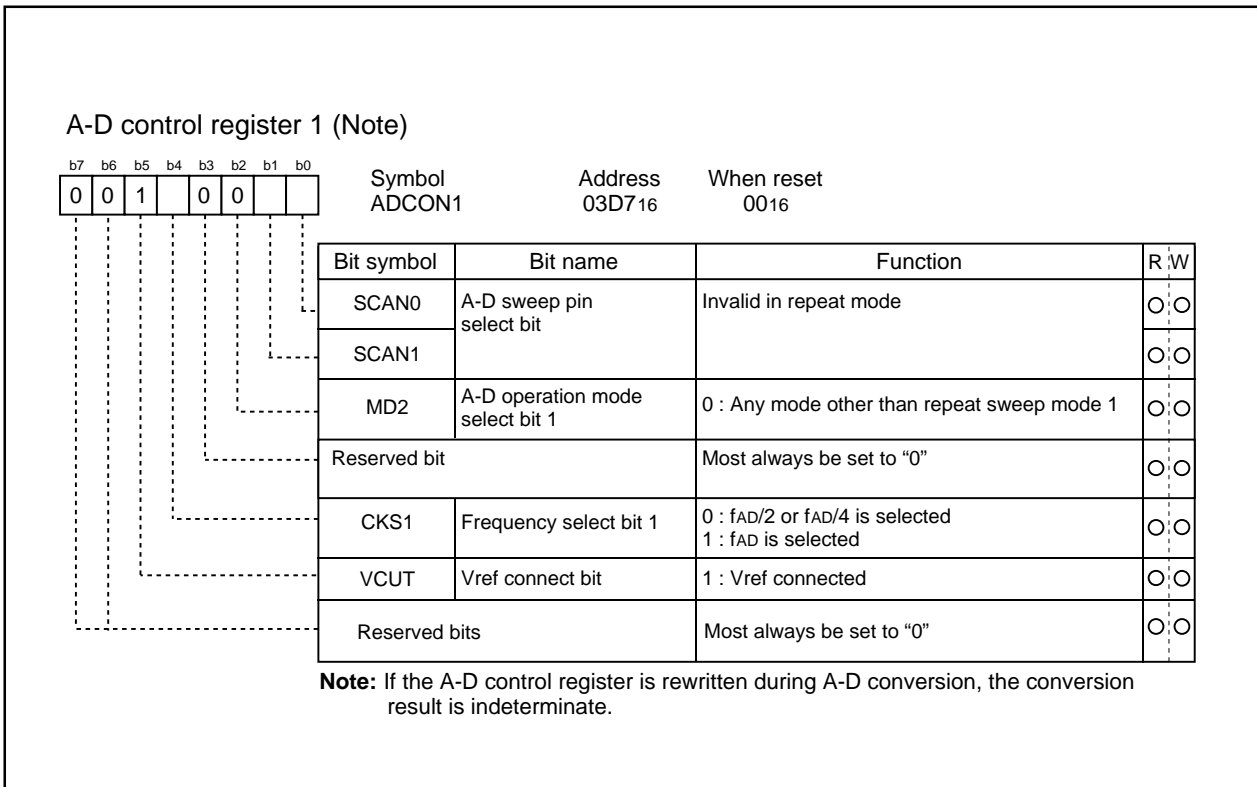 A-D control register 1 (Note)
b7 b6 b5 b4 b3 b2 b1 b0
0 0 1 0 0
Symbol Address When reset
ADCON1 03D716 0016
Bit symbol Bit name Function R W
SCAN0 A-D sweep pin select bit Invalid in repeat mode
SCAN1
MD2 A-D operation mode select bit 1 0 : Any mode other than repeat sweep mode 1
Reserved bit Most always be set to “0”
CKS1 Frequency select bit 1 0 : fAD/2 or fAD/4 is selected
1 : fAD is selected
VCUT Vref connect bit 1 : Vref connected
Reserved bits Most always be set to “0”
Note: If the A-D control register is rewritten during A-D conversion, the conversion
result is indeterminate.